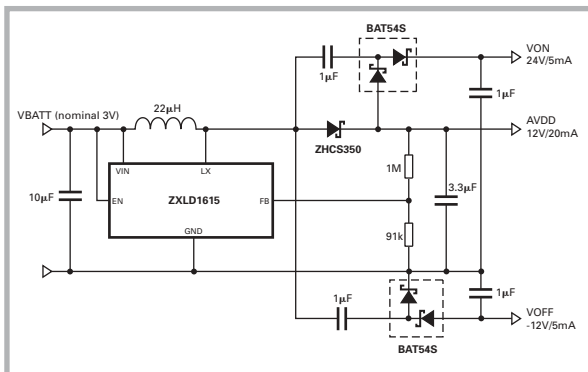 BAT54S
VON
24V/5mA
1µF
1µF
VBATT (nominal 3V)
22µH
AVDD
12V/20mA
ZHCS350
VIN
LX
1M
10µF
EN
ZXLD1615
FB
3.3µF
GND
91k
1µF
1µF
VOFF
-12V/5mA
BAT54S